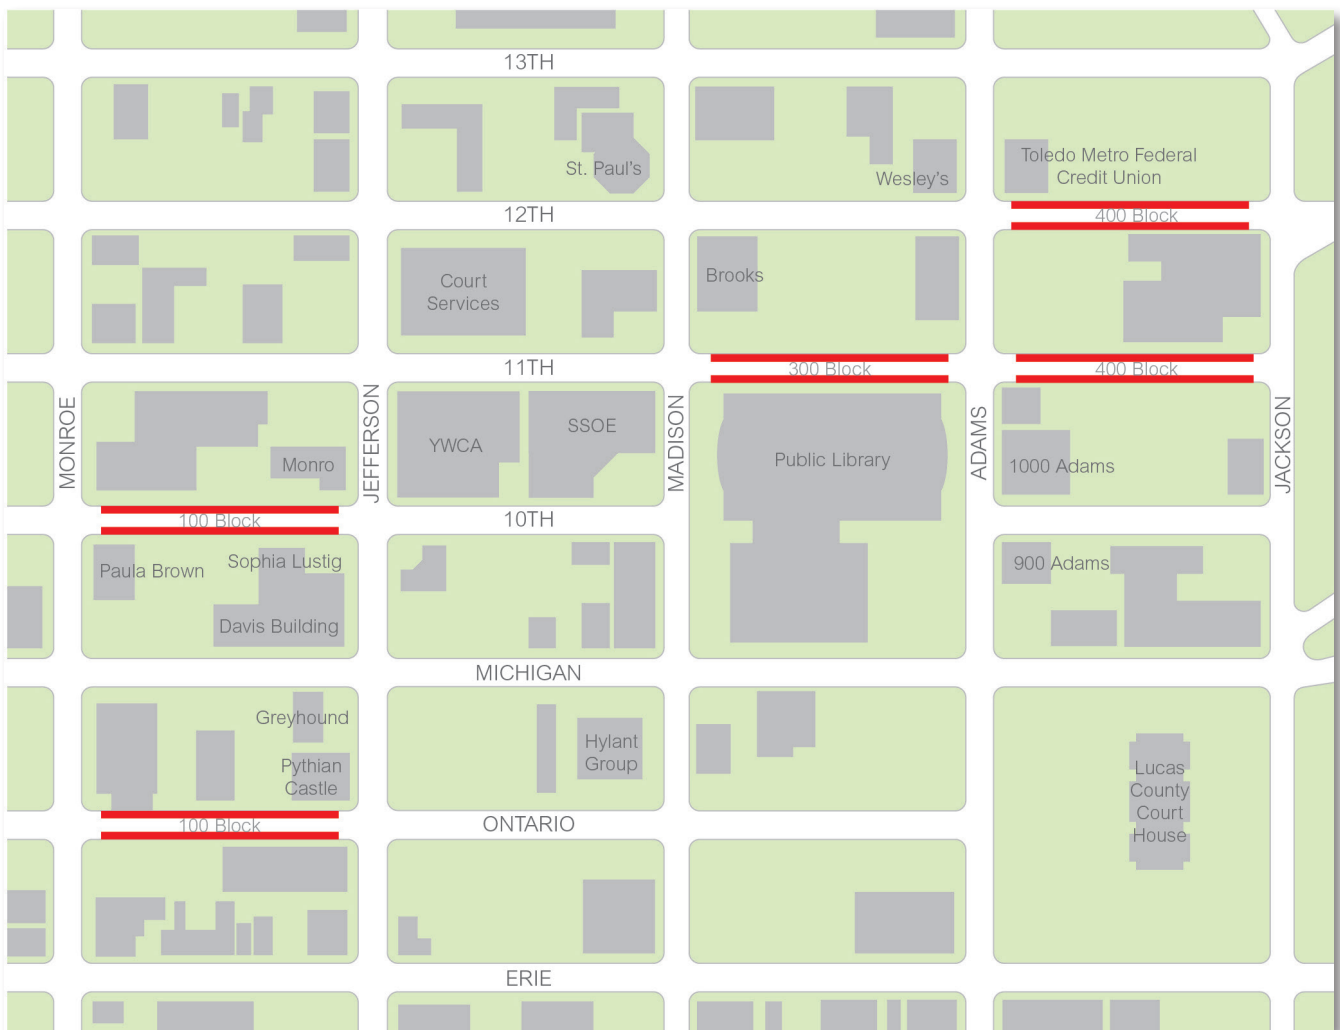 13TH
St. Paul's
Wesley's
Toledo Metro Federal
Credit Union
12TH
400 Block
Court
Services
Brooks
11TH
300 Block
400 Block
MONROE
JEFFERSON
MADISON
ADAMS
JACKSON
Monro
YWCA
SSOE
Public Library
1000 Adams
100 Block
10TH
Paula Brown
Sophia Lustig
Davis Building
900 Adams
MICHIGAN
Greyhound
Pythian
Castle
Hylant
Group
Lucas
County
Court
House
100 Block
ONTARIO
ERIE